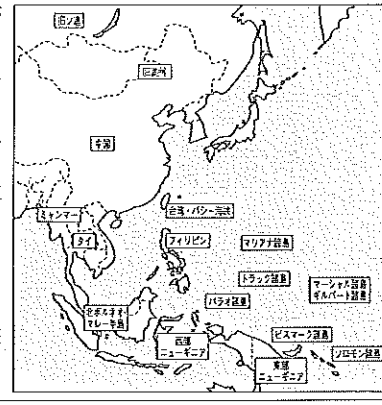 旧ソ連
旧満州
中国
ミャンマー
台湾・バシー海峡
タイ
フィリピン
マリアナ諸島
トラック諸島
マーシャル諸島
ギルバート諸島
パラオ諸島
北ボルネオ・
マレー半島
西部
ニューギニア
ビスマーク諸島
ソロモン諸島
東部
ニューギニア